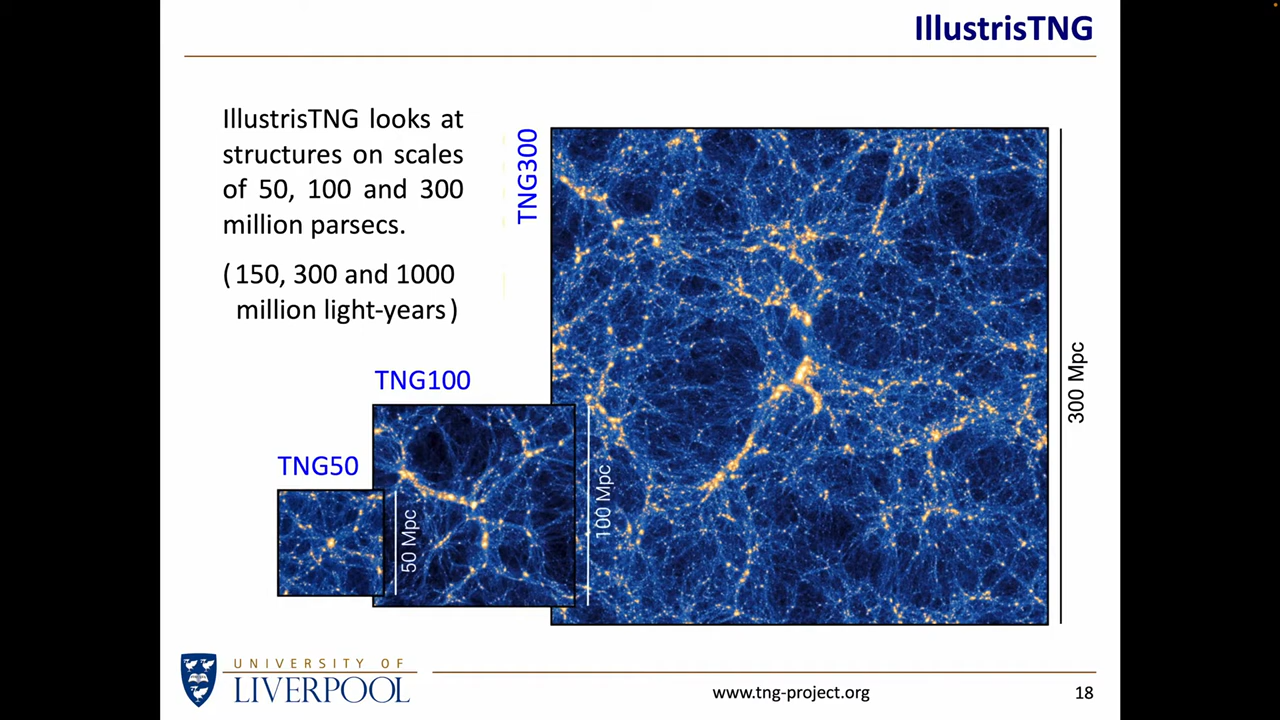 IllustrisTNG
IllustrisTNG looks at
structures on scales
of 50, 100 and 300
million parsecs.
(150, 300 and 1000
million light-years)
TNG300
300 Mpc
TNG100
100 Mpc
TNG50
50 Mpc
UNIVERSITY OF
LIVERPOOL
www.tng-project.org
18